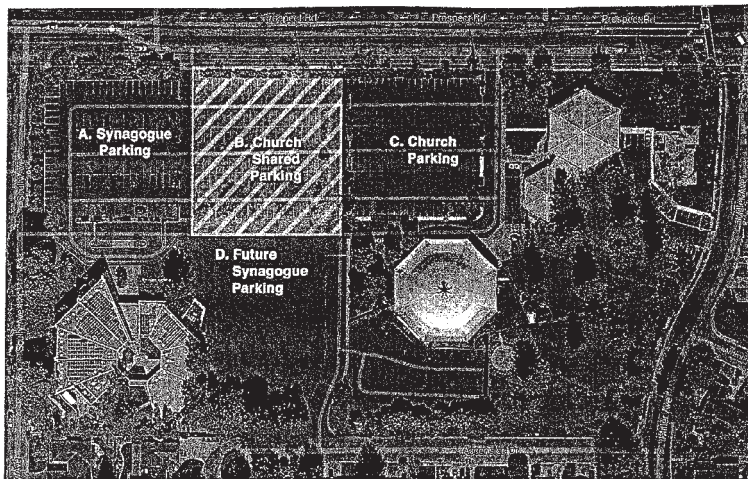 Prospect Rd
Prospect Rd
A. Synagogue
Parking
B. Church
Shared
Parking
C. Church
Parking
D. Future
Synagogue
Parking